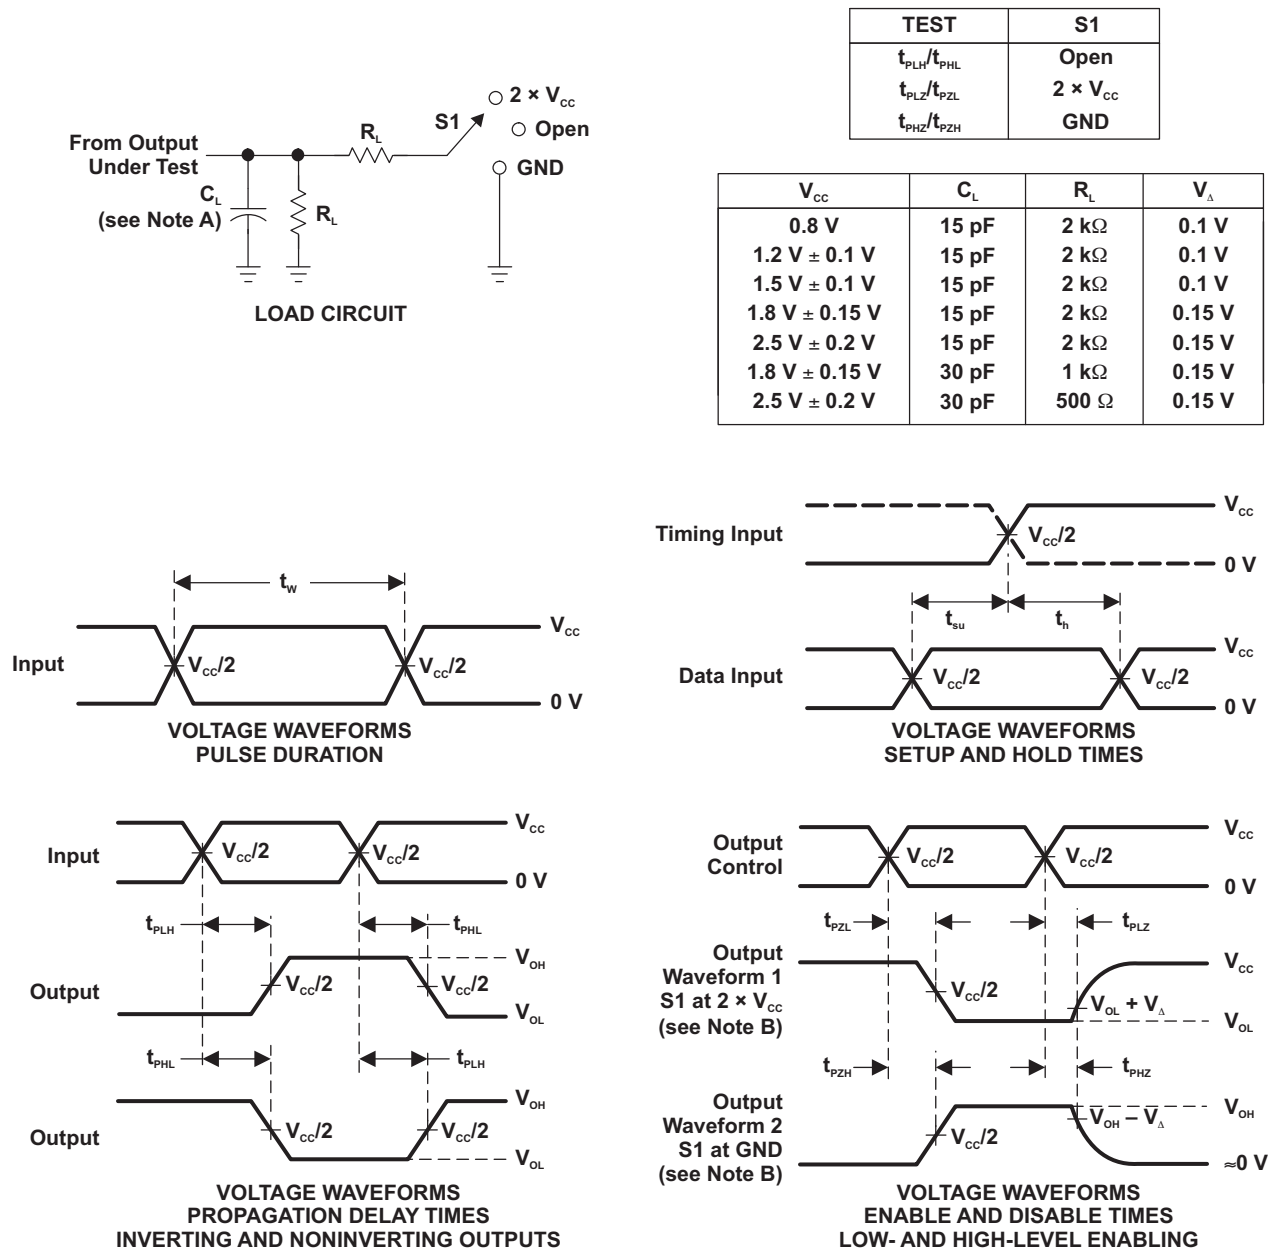 TEST S1
tPLH/tPHL Open
tPLZ/tPZL 2 × VCC
tPHZ/tPZH GND
2 × VCC
S1
Open
GND
From Output
Under Test
RL
CL
(see Note A)
RL
LOAD CIRCUIT
VCC CL RL VΔ
0.8 V 15 pF 2 kΩ 0.1 V
1.2 V ± 0.1 V 15 pF 2 kΩ 0.1 V
1.5 V ± 0.1 V 15 pF 2 kΩ 0.1 V
1.8 V ± 0.15 V 15 pF 2 kΩ 0.15 V
2.5 V ± 0.2 V 15 pF 2 kΩ 0.15 V
1.8 V ± 0.15 V 30 pF 1 kΩ 0.15 V
2.5 V ± 0.2 V 30 pF 500 Ω 0.15 V
tW
VCC
Input
VCC/2 VCC/2
0 V
VOLTAGE WAVEFORMS
PULSE DURATION
VCC
Timing Input
VCC/2
0 V
tsu th
VCC
Data Input
VCC/2 VCC/2
0 V
VOLTAGE WAVEFORMS
SETUP AND HOLD TIMES
VCC
Input
VCC/2 VCC/2
0 V
tPLH tPHL
VOH
Output
VCC/2 VCC/2
VOL
tPHL tPLH
VOH
Output
VCC/2 VCC/2
VOL
VOLTAGE WAVEFORMS
PROPAGATION DELAY TIMES
INVERTING AND NONINVERTING OUTPUTS
VCC
Output
Control
VCC/2 VCC/2
0 V
tPZL tPLZ
Output
Waveform 1
S1 at 2 × VCC
(see Note B)
VCC
VCC/2
VOL + VΔ
VOL
tPZH tPHZ
Output
Waveform 2
S1 at GND
(see Note B)
VOH
VOH – VΔ
VCC/2
≈0 V
VOLTAGE WAVEFORMS
ENABLE AND DISABLE TIMES
LOW- AND HIGH-LEVEL ENABLING